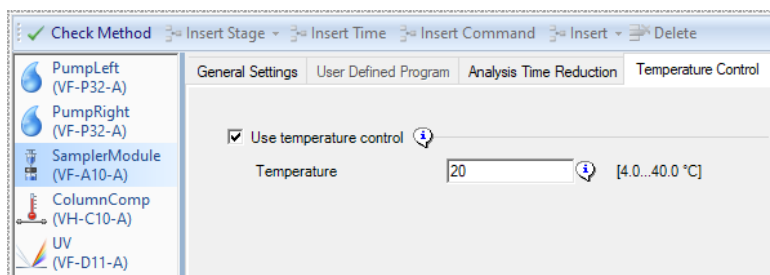 Check Method Insert Stage Insert Time Insert Command Insert Delete
PumpLeft
(VF-P32-A)
PumpRight
(VF-P32-A)
SamplerModule
(VF-A10-A)
ColumnComp
(VH-C10-A)
UV
(VF-D11-A)
General Settings User Defined Program Analysis Time Reduction Temperature Control
Use temperature control
Temperature 20 [4.0...40.0 °C]